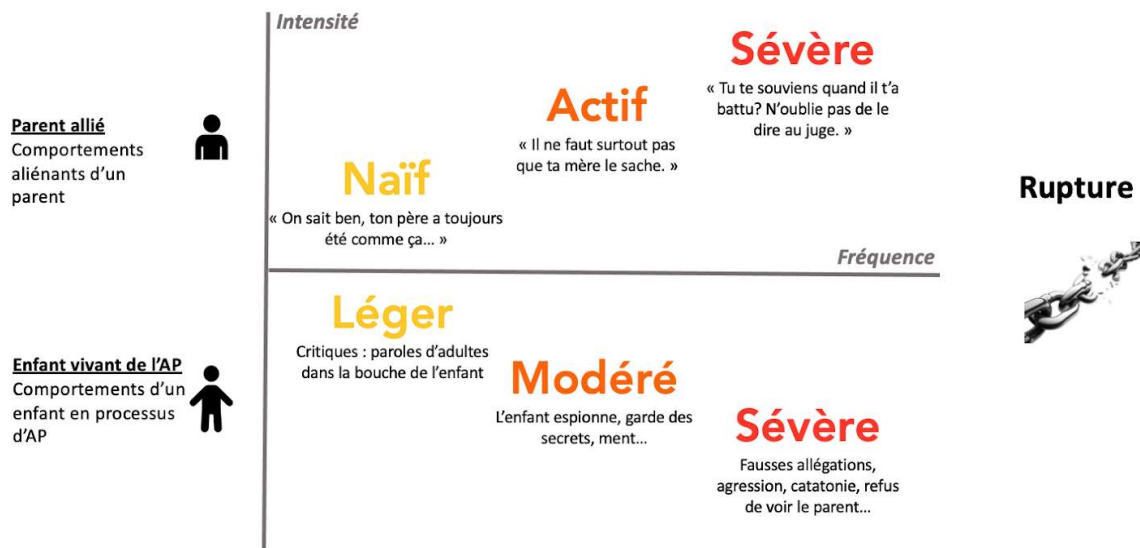 Intensité
Sévère
« Tu te souviens quand il t'a
battu? N'oublie pas de le
dire au juge. »
Actif
« Il ne faut surtout pas
que ta mère le sache. »
Parent allié
Comportements
aliénants d'un
parent
Naïf
« On sait ben, ton père a toujours
été comme ça... »
Rupture
Fréquence
Léger
Critiques : paroles d'adultes
dans la bouche de l'enfant
Enfant vivant de l'AP
Comportements d'un
enfant en processus
d'AP
Modéré
L'enfant espionne, garde des
secrets, ment...
Sévère
Fausses allégations,
agression, catatonie, refus
de voir le parent...